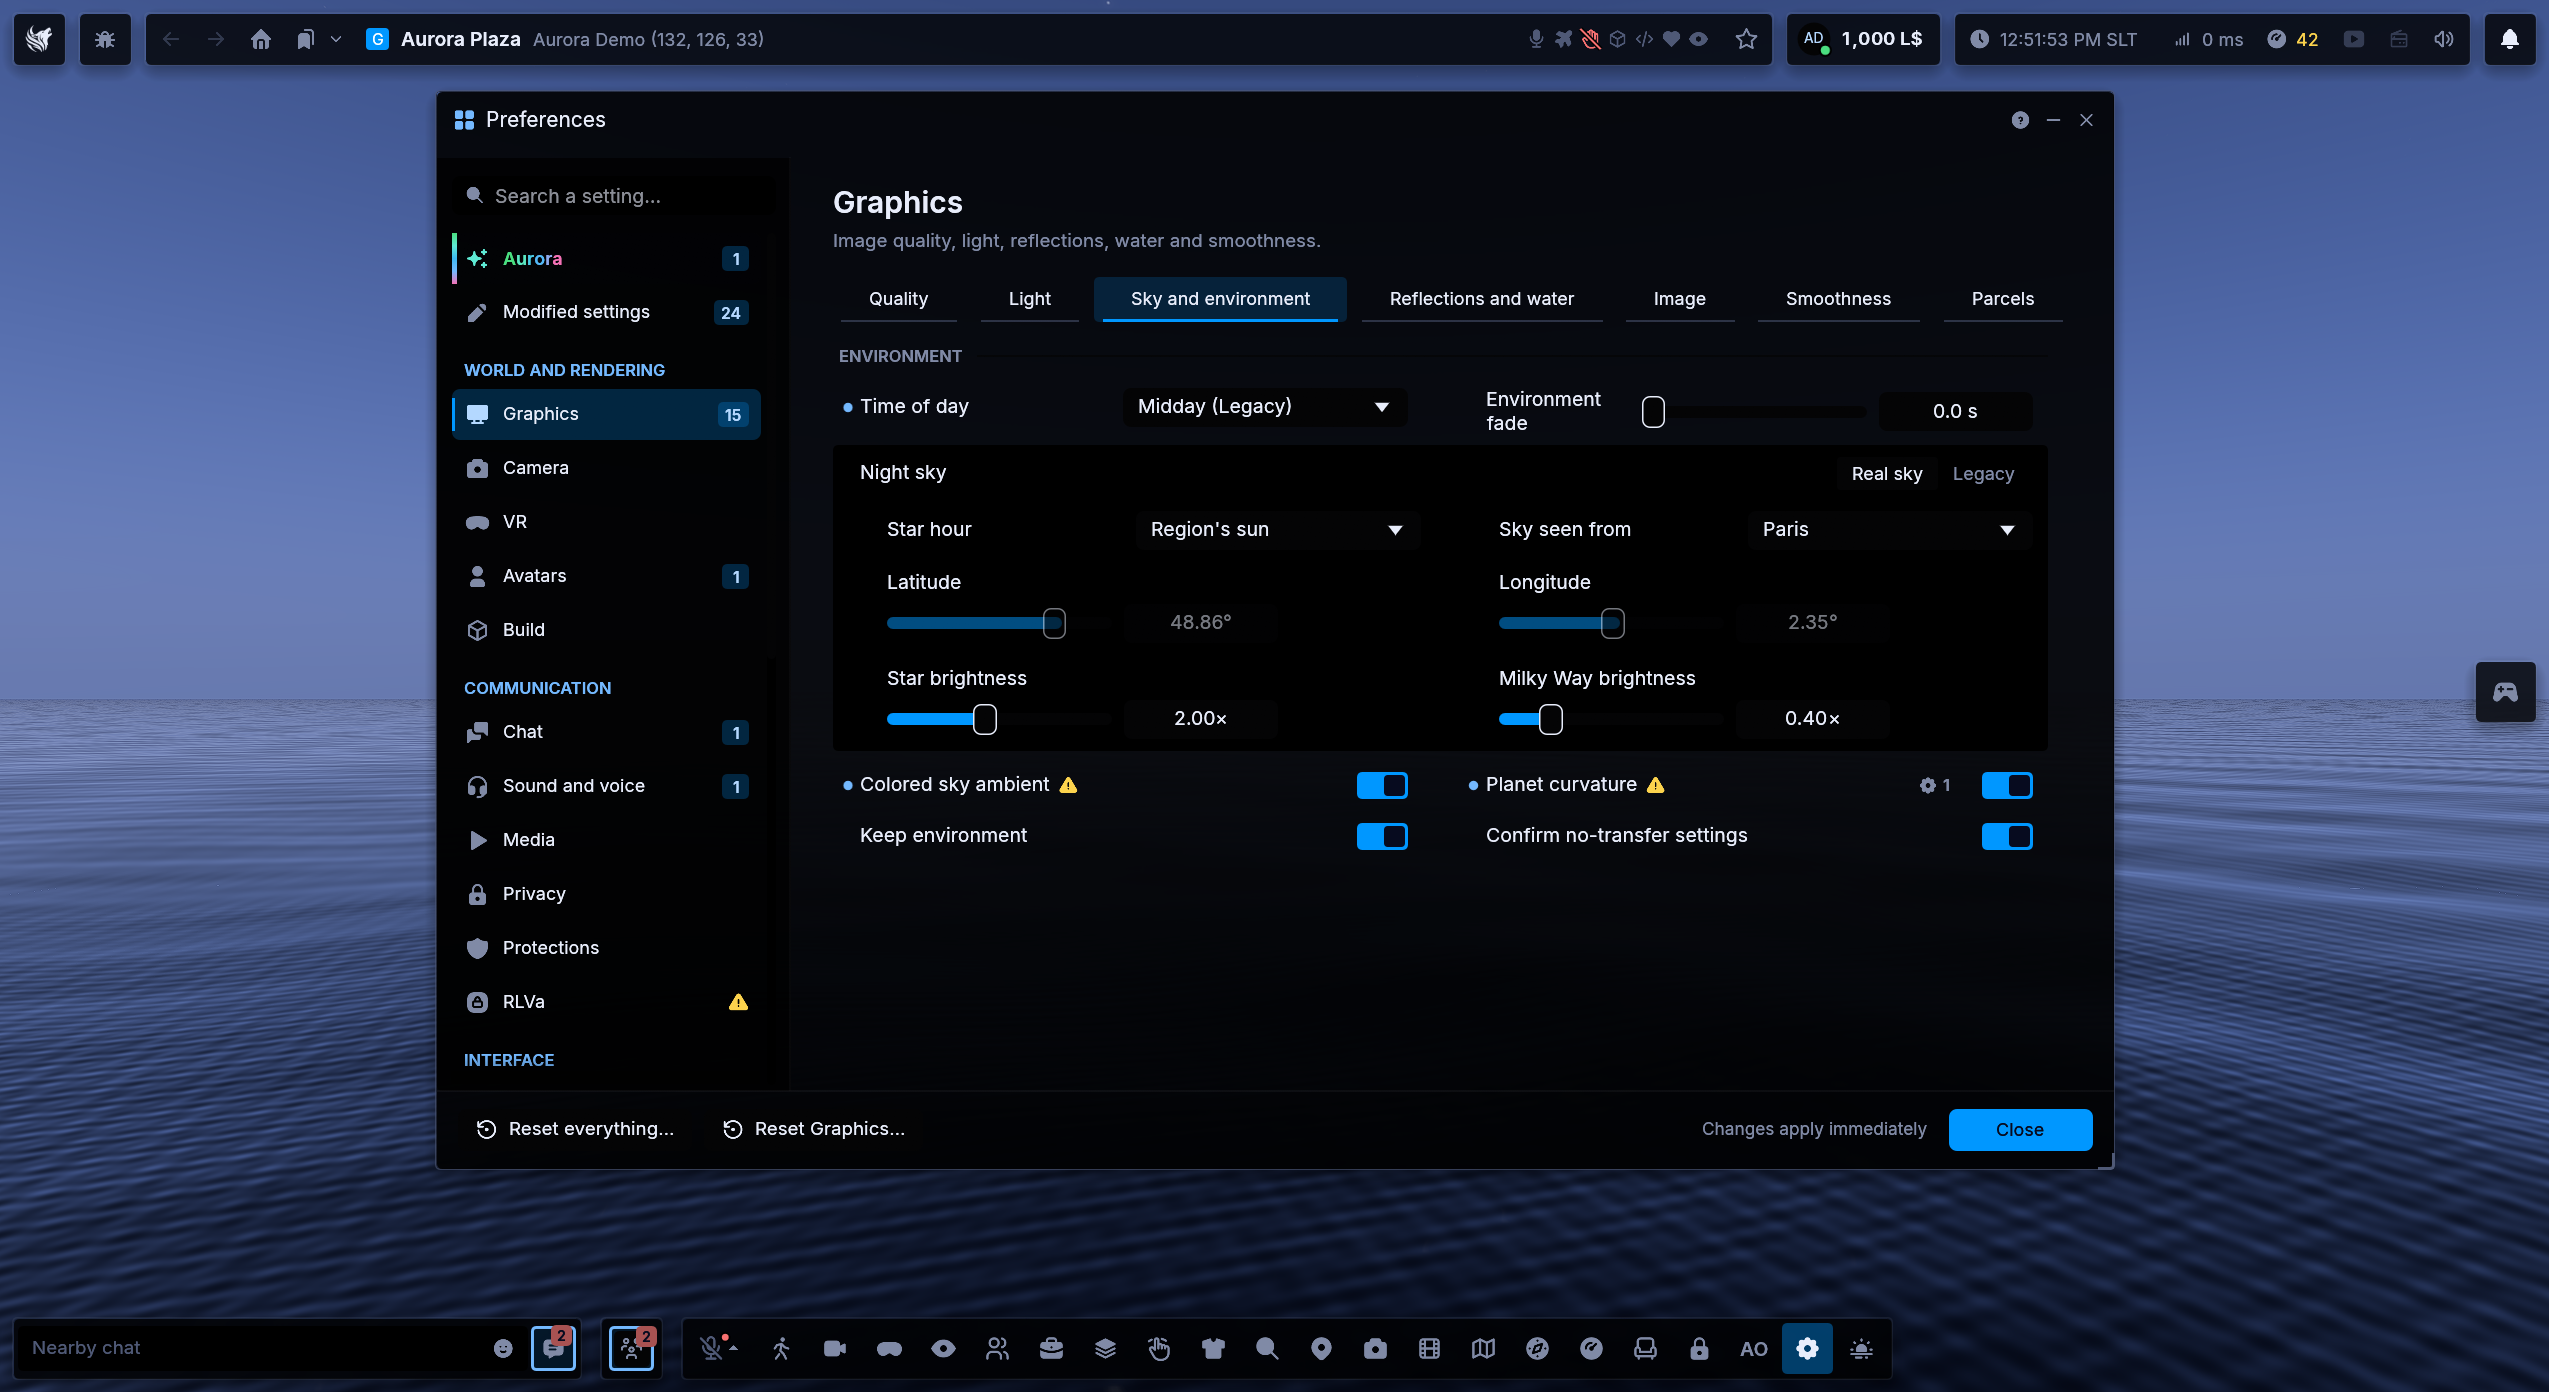 G Aurora Plaza Aurora Demo (132, 126, 33)
AD 1,000 L$
12:51:53 PM SLT 0 ms 42
Preferences
Search a setting...
Aurora 1
Modified settings 24
WORLD AND RENDERING
Graphics 15
Camera
VR
Avatars 1
Build
COMMUNICATION
Chat 1
Sound and voice 1
Media
Privacy
Protections
RLVa
INTERFACE
Graphics
Image quality, light, reflections, water and smoothness.
Quality Light Sky and environment Reflections and water Image Smoothness Parcels
ENVIRONMENT
Time of day Midday (Legacy)
Environment fade 0.0 s
Night sky Real sky Legacy
Star hour Region's sun Sky seen from Paris
Latitude Longitude
48.86° 2.35°
Star brightness Milky Way brightness
2.00× 0.40×
Colored sky ambient Planet curvature 1
Keep environment Confirm no-transfer settings
Reset everything... Reset Graphics... Changes apply immediately Close
Nearby chat 2 2 AO